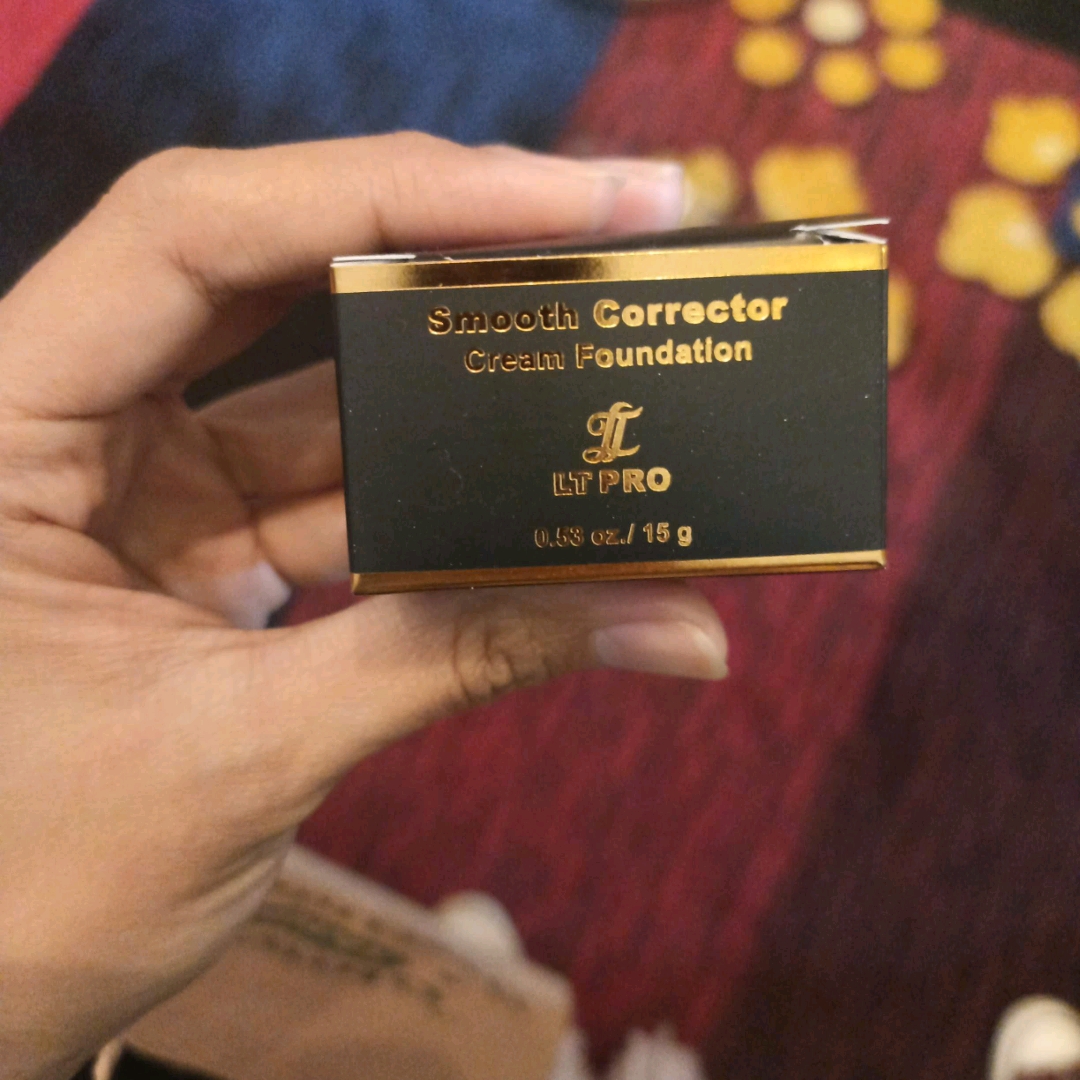 Smooth Corrector
Cream Foundation
LT PRO
0.53 oz./ 15 g